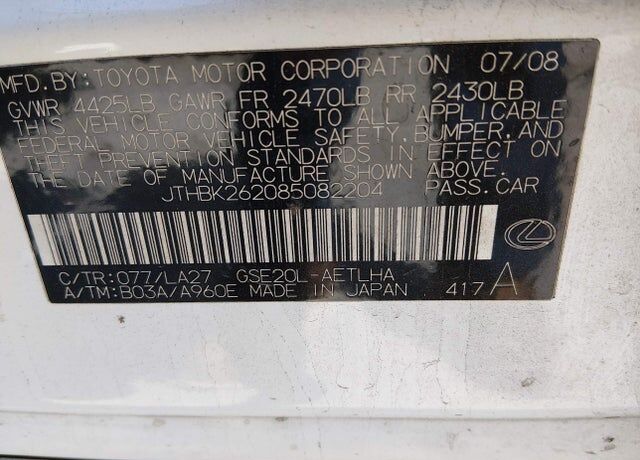 MFD.BY:TOYOTA MOTOR CORPORATION 07/08
GVWR 4425LB GAWR FR 2470LB RR 2430LB
THIS VEHICLE CONFORMS TO ALL APPLICABLE
FEDERAL MOTOR VEHICLE SAFETY,BUMPER,AND
THEFT PREVENTION STANDARDS IN EFFECT ON
THE DATE OF MANUFACTURE SHOWN ABOVE.
JTHBK262085082204 PASS.CAR
C/TR:077/LA27 GSE20L-AETLHA
A/TM:B03A/A960E MADE IN JAPAN 417 A